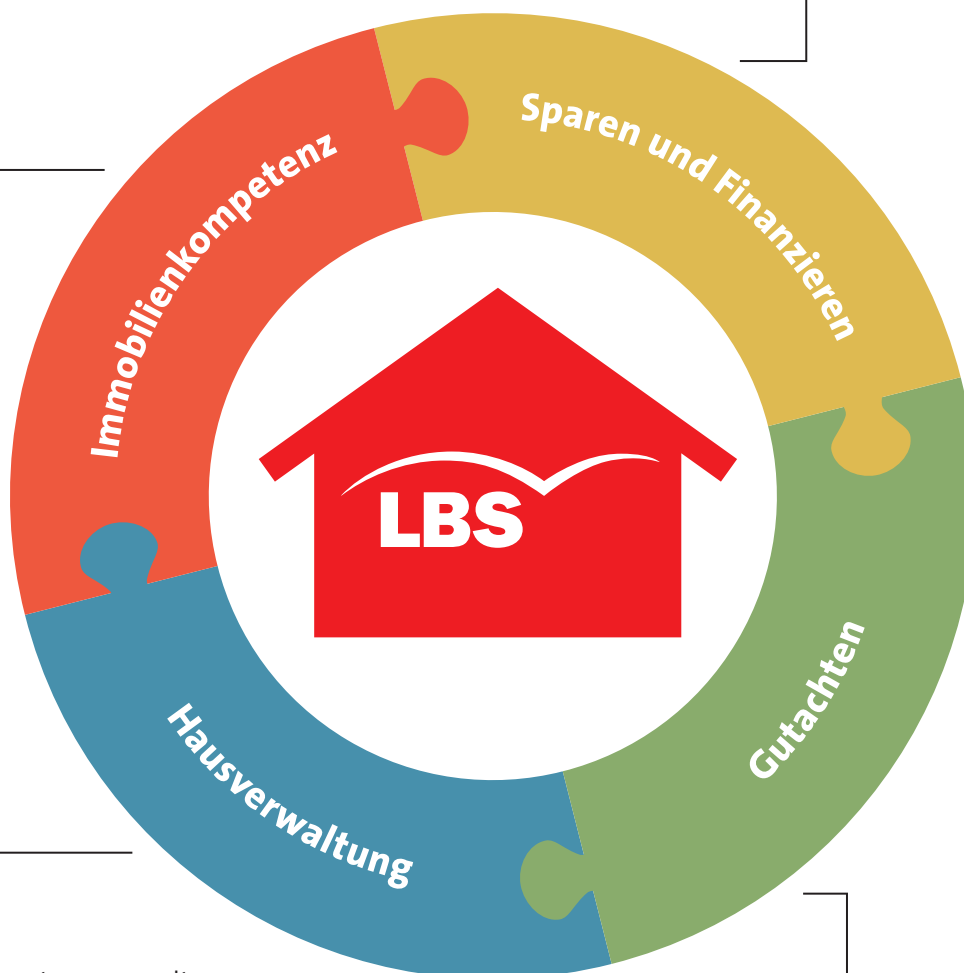 Immobilienkompetenz
Sparen und Finanzieren
LBS
Gutachten
Hausverwaltung